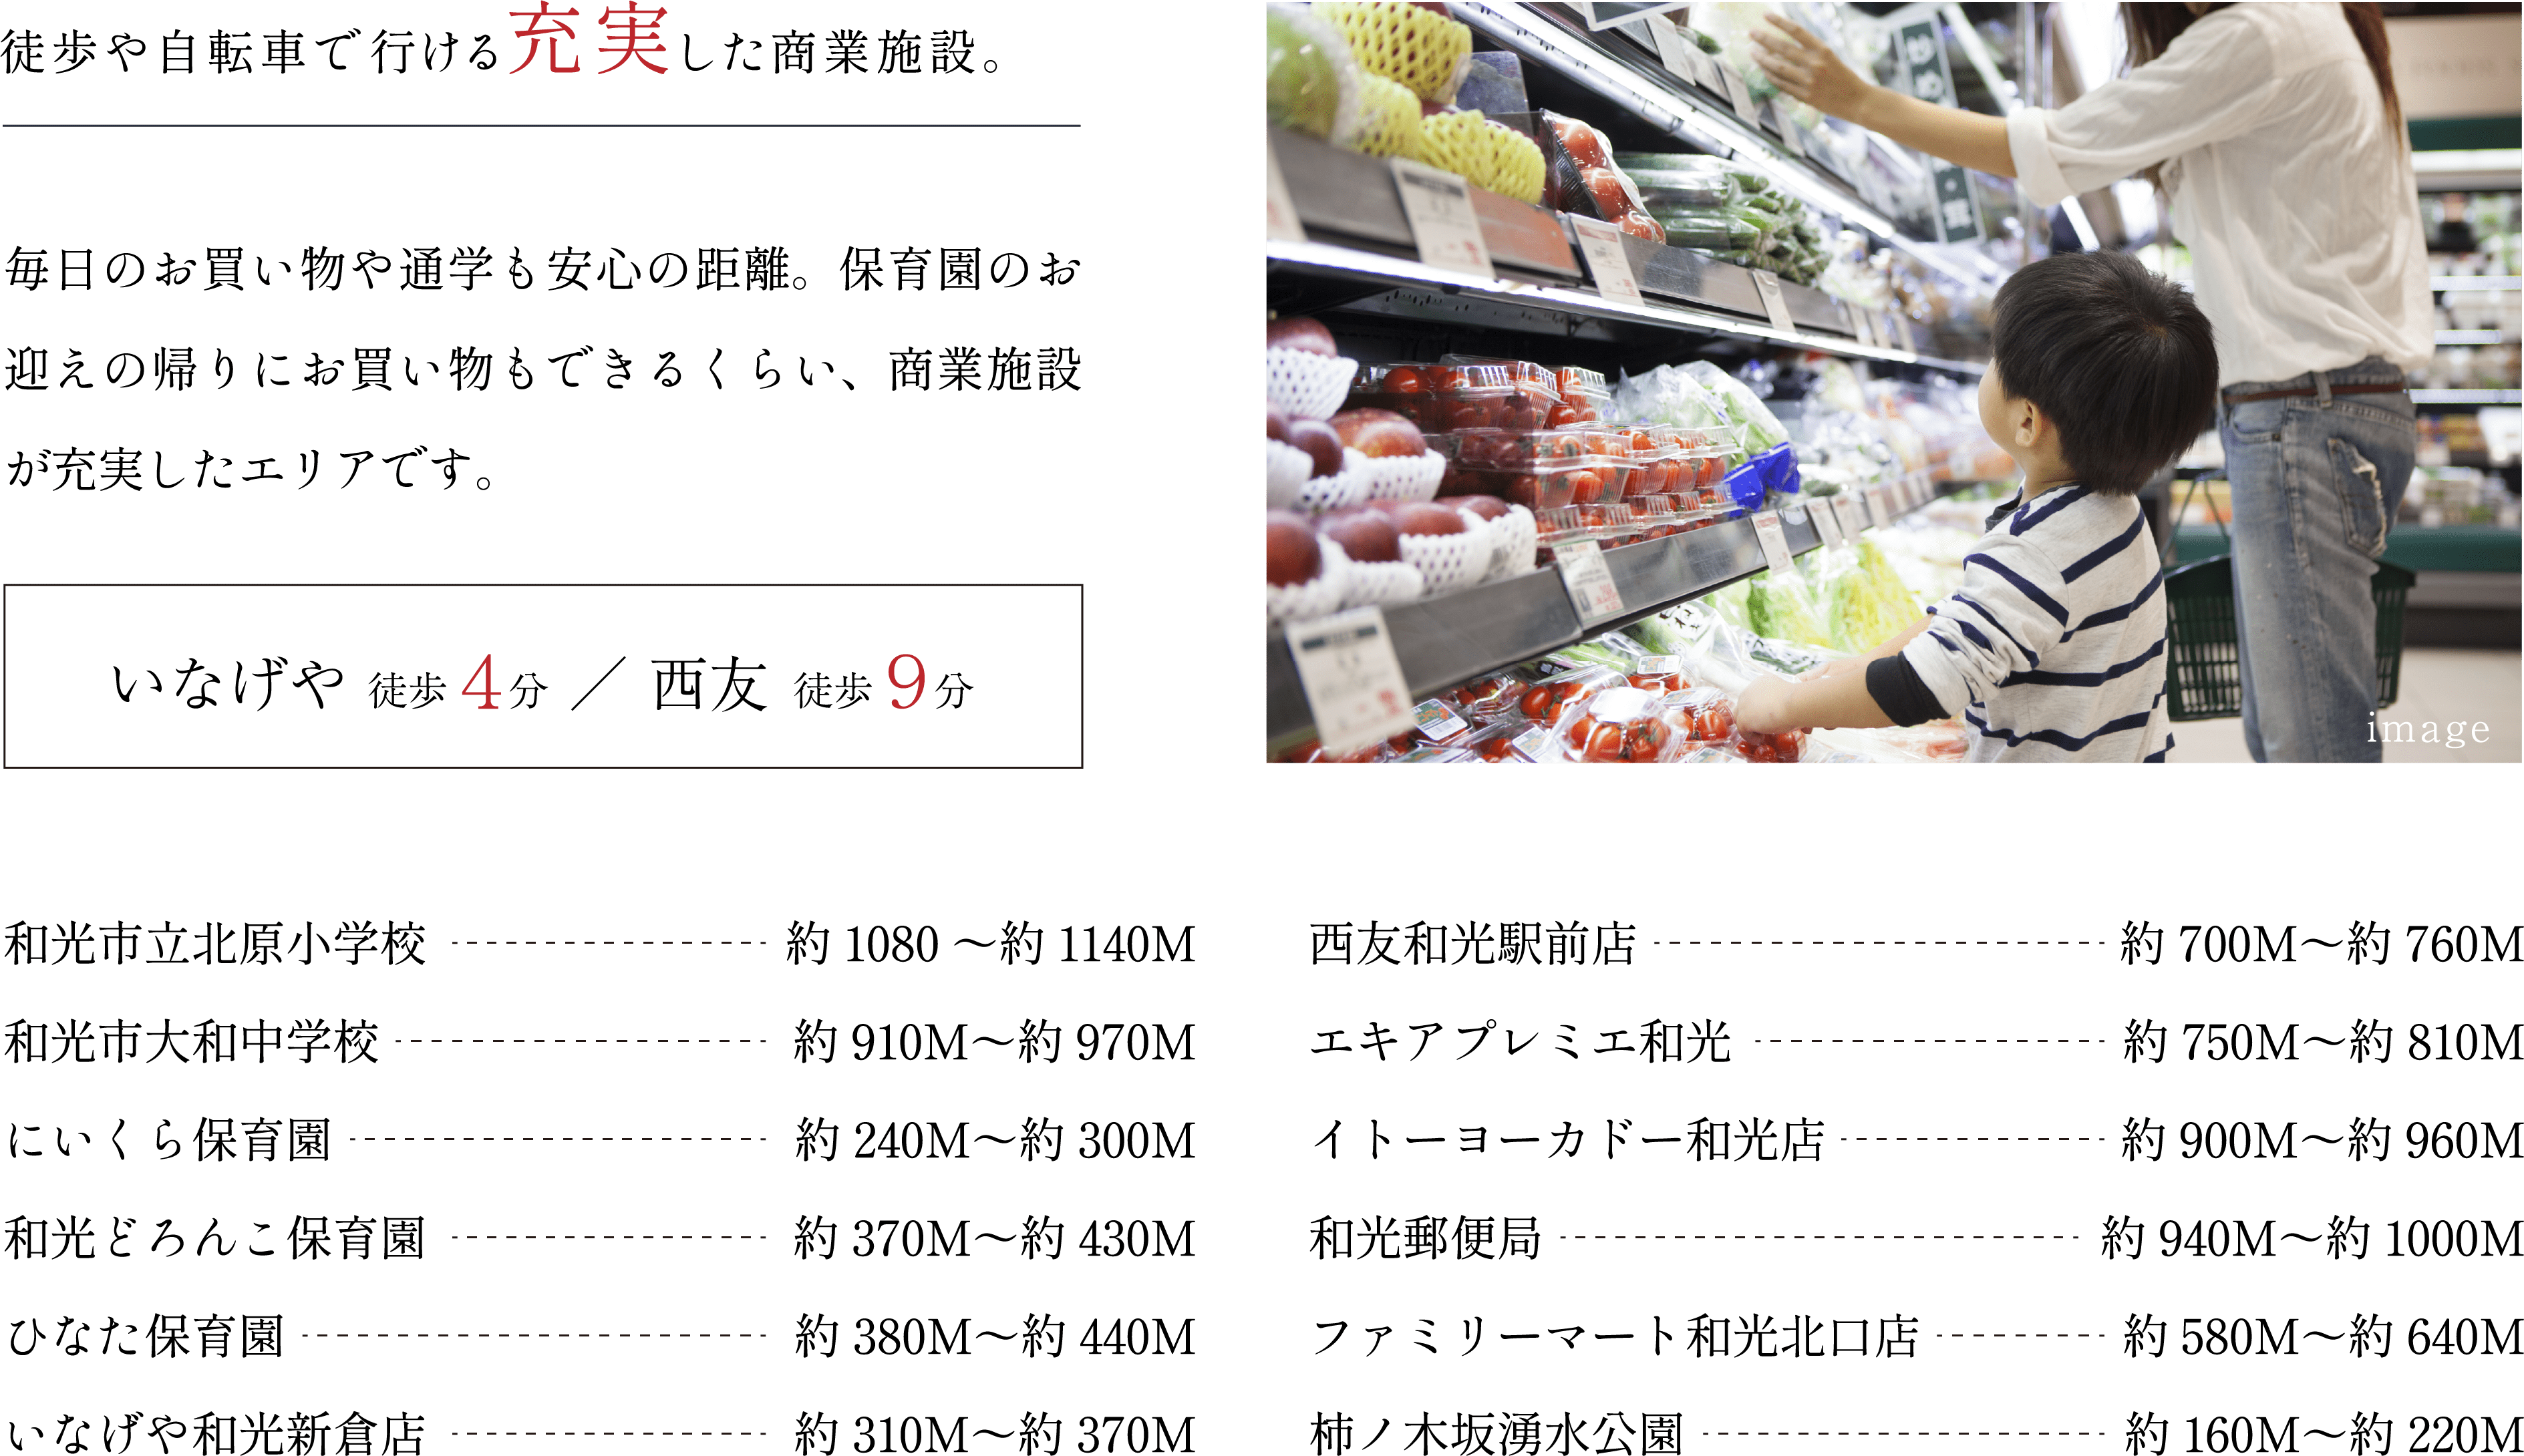 徒歩や自転車で行ける充実した商業施設。
毎日のお買い物や通学も安心の距離。保育園のお
迎えの帰りにお買い物もできるくらい、商業施設
が充実したエリアです。
いなげや 徒歩 4 分 ／ 西友 徒歩 9 分
image
和光市立北原小学校 約 1080 〜約 1140M
和光市大和中学校 約 910M〜約 970M
にいくら保育園 約 240M〜約 300M
和光どろんこ保育園 約 370M〜約 430M
ひなた保育園 約 380M〜約 440M
いなげや和光新倉店 約 310M〜約 370M
西友和光駅前店 約 700M〜約 760M
エキアプレミエ和光 約 750M〜約 810M
イトーヨーカドー和光店 約 900M〜約 960M
和光郵便局 約 940M〜約 1000M
ファミリーマート和光北口店 約 580M〜約 640M
柿ノ木坂湧水公園 約 160M〜約 220M